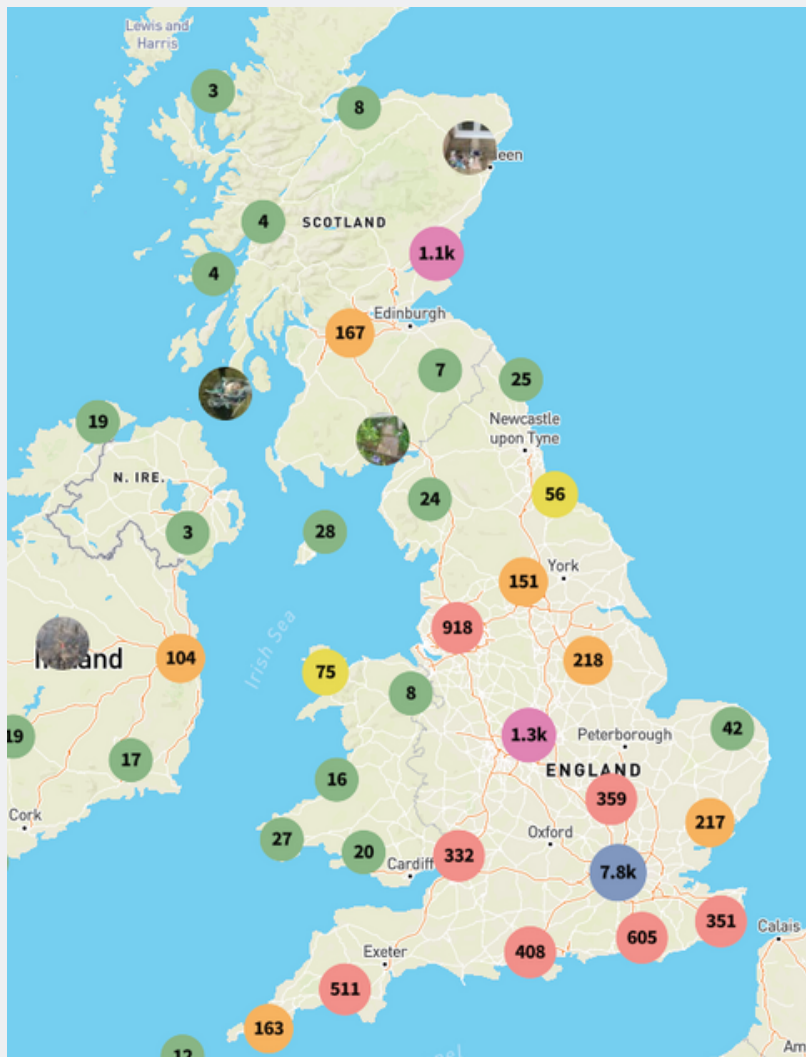 Lewis and
Harris
3
8
een
4
SCOTLAND
1.1k
4
Edinburgh
167
7
25
19
Newcastle
upon Tyne
N. IRE.
24
56
3
28
151
York
918
Irish Sea
104
75
218
8
19
17
1.3k
Peterborough
42
16
ENGLAND
359
217
Cork
27
20
Cardiff
332
Oxford
7.8k
351
Calais
605
408
Exeter
511
163
12
Am